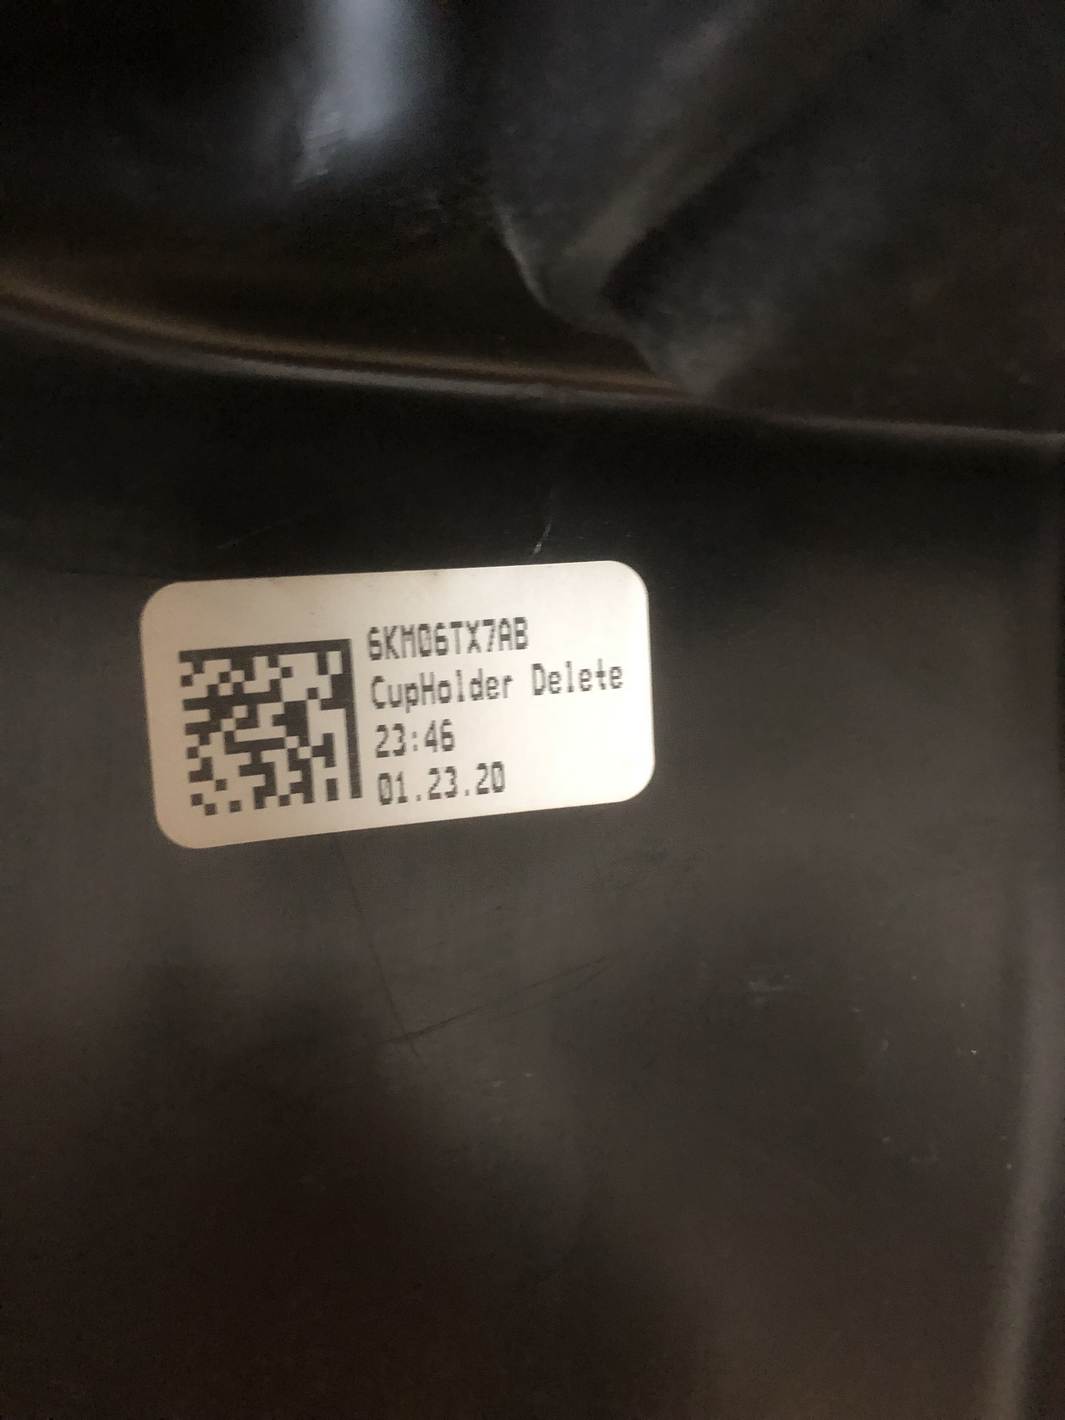 6KM06TX7AB
CupHolder Delete
23:46
01.23.20